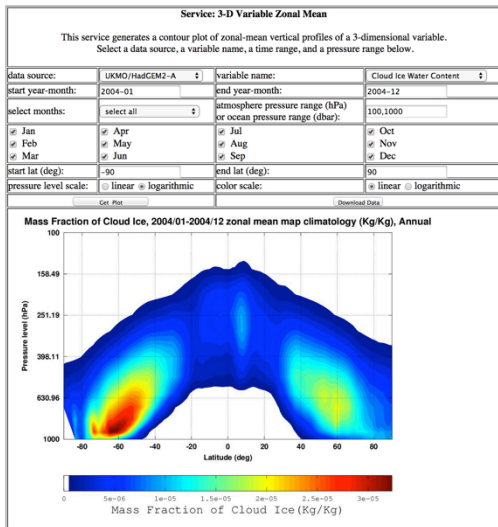 Service: 3-D Variable Zonal Mean
This service generates a contour plot of zonal-mean vertical profiles of a 3-dimensional variable.
Select a data source, a variable name, a time range, and a pressure range below.
data source: UKMO/HadGEM2-A variable name: Cloud Ice Water Content
start year-month: 2004-01 end year-month: 2004-12
select months: select all atmosphere pressure range (hPa)
or ocean pressure range (dbar): 100,1000
Jan Apr Jul Oct
Feb May Aug Nov
Mar Jun Sep Dec
start lat (deg): -90 end lat (deg): 90
pressure level scale: linear logarithmic color scale: linear logarithmic
Get Plot Download Data
Mass Fraction of Cloud Ice, 2004/01-2004/12 zonal mean map climatology (Kg/Kg), Annual
100
158.49
251.19
398.11
630.96
1000
Pressure level (hPa)
-80 -60 -40 -20 0 20 40 60 80
Latitude (deg)
0 5e-06 1e-05 1.5e-05 2e-05 2.5e-05 3e-05
Mass Fraction of Cloud Ice(Kg/Kg)